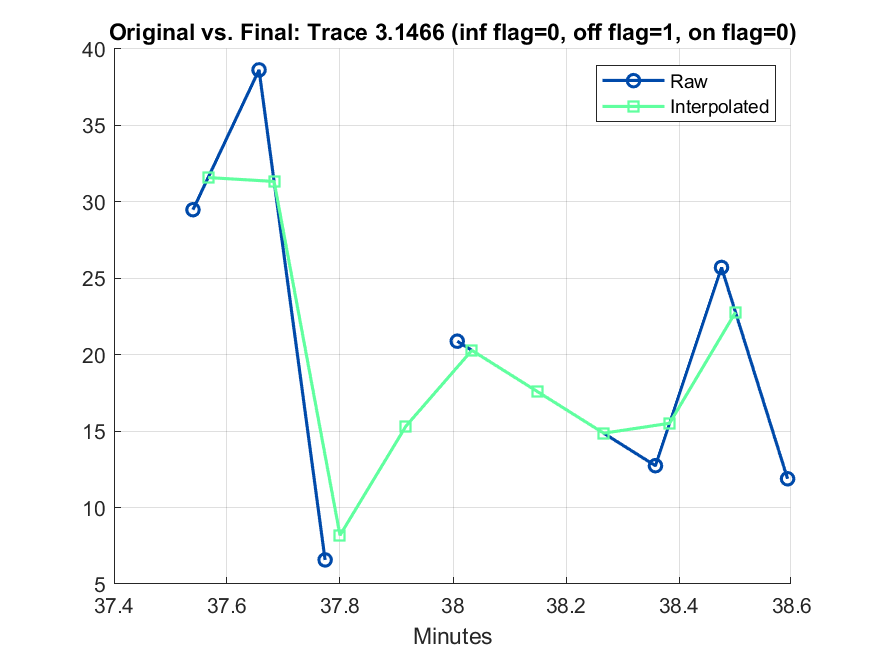 Original vs. Final: Trace 3.1466 (inf flag=0, off flag=1, on flag=0)
40
35
30
25
20
15
10
5
Raw
Interpolated
37.4 37.6 37.8 38 38.2 38.4 38.6
Minutes